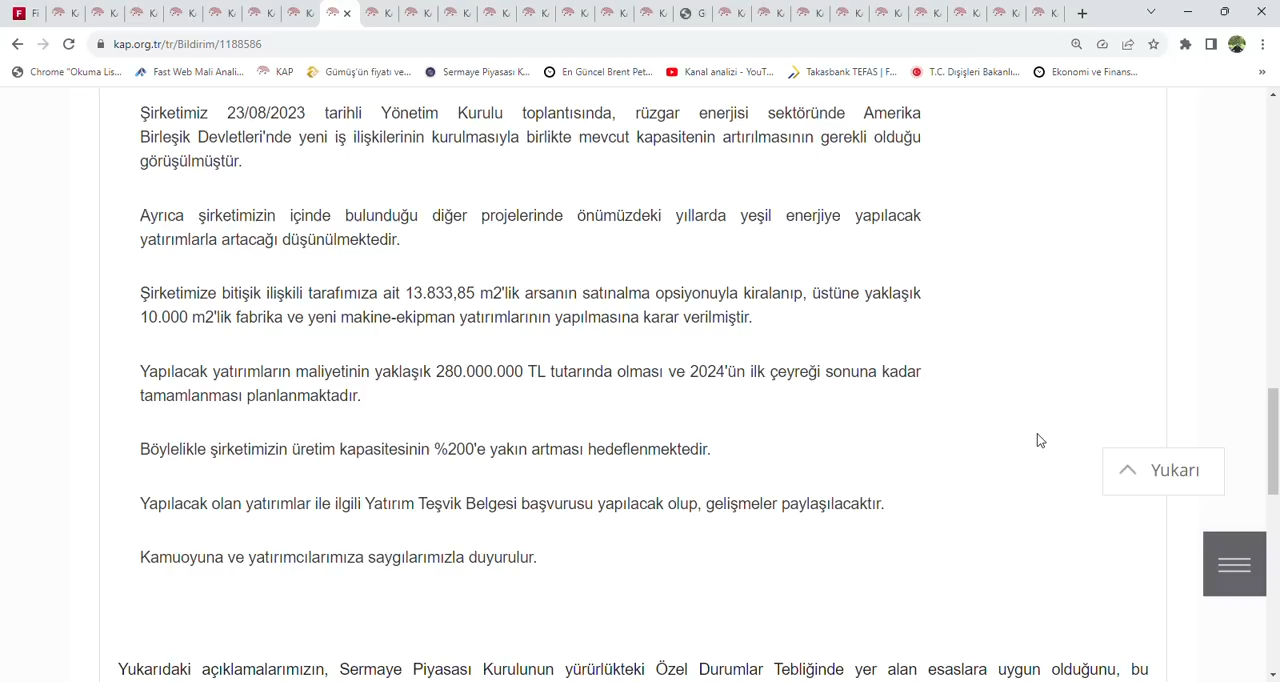 kap.org.tr/tr/Bildirim/1188586
Chrome "Okuma Lis... Fast Web Mali Anali... KAP Gümüş'ün fiyatı ve... Sermaye Piyasası K... En Güncel Brent Pet... Kanal analizi - YouT... Takasbank TEFAS | F... T.C. Dışişleri Bakanlı... Ekonomi ve Finans... »
Şirketimiz 23/08/2023 tarihli Yönetim Kurulu toplantısında, rüzgar enerjisi sektöründe Amerika
Birleşik Devletleri'nde yeni iş ilişkilerinin kurulmasıyla birlikte mevcut kapasitenin artırılmasının gerekli olduğu
görüşülmüştür.
Ayrıca şirketimizin içinde bulunduğu diğer projelerinde önümüzdeki yıllarda yeşil enerjiye yapılacak
yatırımlarla artacağı düşünülmektedir.
Şirketimize bitişik ilişkili tarafımıza ait 13.833,85 m2'lik arsanın satınalma opsiyonuyla kiralanıp, üstüne yaklaşık
10.000 m2'lik fabrika ve yeni makine-ekipman yatırımlarının yapılmasına karar verilmiştir.
Yapılacak yatırımların maliyetinin yaklaşık 280.000.000 TL tutarında olması ve 2024'ün ilk çeyreği sonuna kadar
tamamlanması planlanmaktadır.
Böylelikle şirketimizin üretim kapasitesinin %200'e yakın artması hedeflenmektedir.
Yukarı
Yapılacak olan yatırımlar ile ilgili Yatırım Teşvik Belgesi başvurusu yapılacak olup, gelişmeler paylaşılacaktır.
Kamuoyuna ve yatırımcılarımıza saygılarımızla duyurulur.
Yukarıdaki açıklamalarımızın, Sermaye Piyasası Kurulunun yürürlükteki Özel Durumlar Tebliğinde yer alan esaslara uygun olduğunu, bu